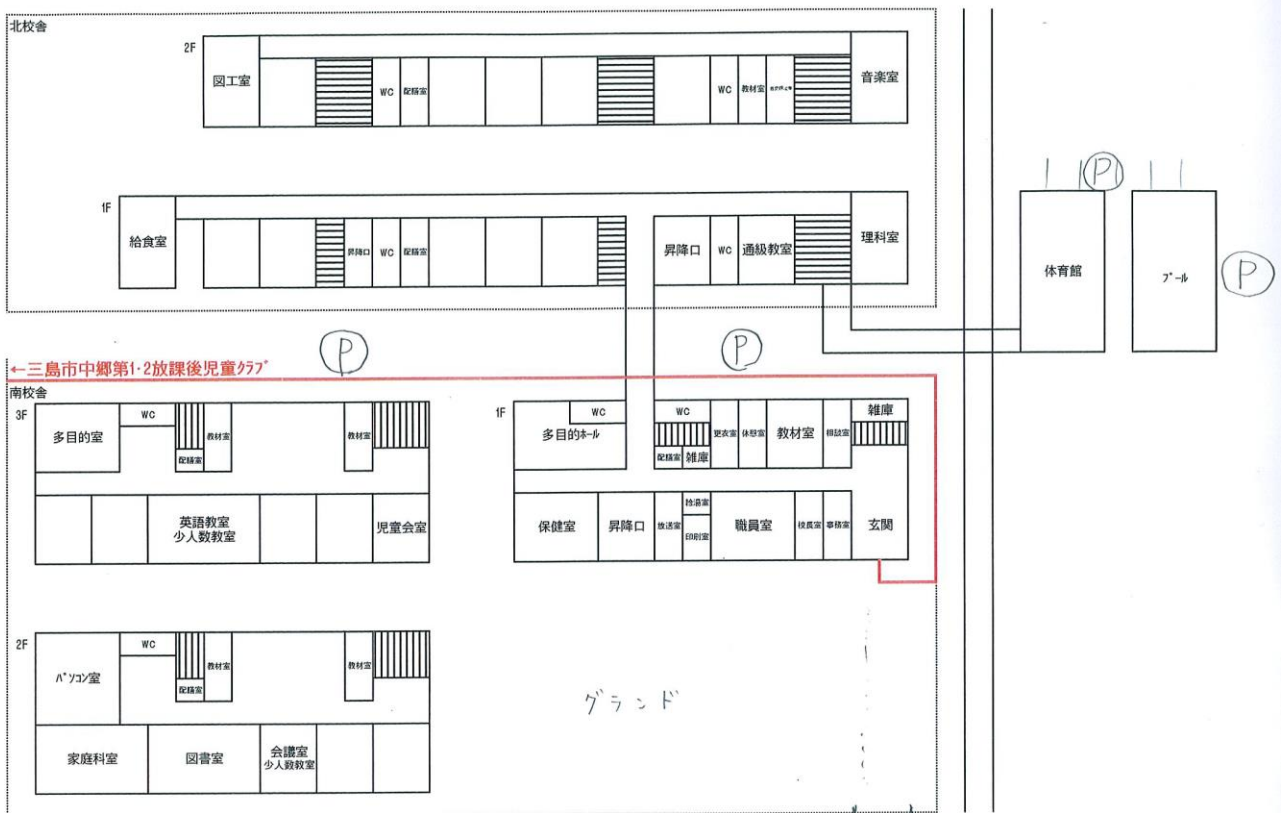 北校舎
2F
図工室
WC
配膳室
WC
教材室
音楽室
P
1F
給食室
昇降口
WC
配膳室
昇降口
WC
通級教室
理科室
体育館
プール
P
P
P
←三島市中郷第1・2放課後児童クラブ
南校舎
3F
多目的室
WC
配膳室
教材室
教材室
英語教室
少人数教室
児童会室
1F
多目的ホール
WC
WC
配膳室
雑庫
更衣室
休憩室
教材室
相談室
雑庫
保健室
昇降口
放送室
給湯室
印刷室
職員室
校長室
事務室
玄関
2F
パソコン室
WC
配膳室
教材室
教材室
家庭科室
図書室
会議室
少人数教室
グランド